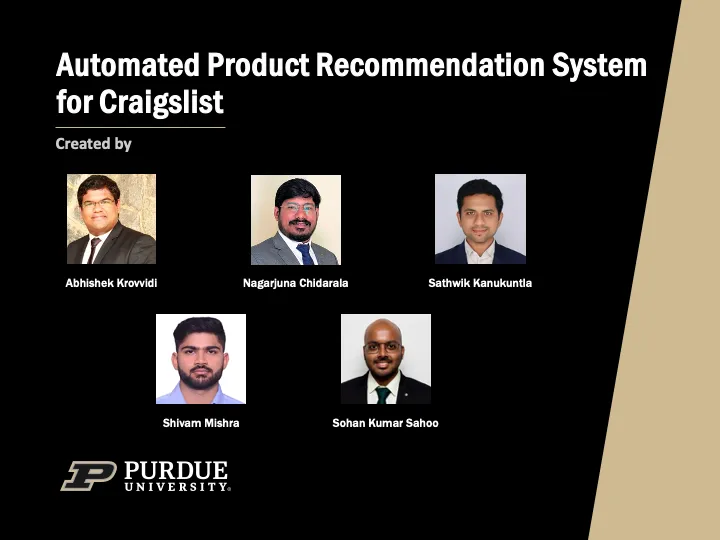 Automated Product Recommendation System
for Craigslist
Created by
Abhishek Krovvidi
Nagarjuna Chidarala
Sathwik Kanukuntla
Shivam Mishra
Sohan Kumar Sahoo
P PURDUE
UNIVERSITY®